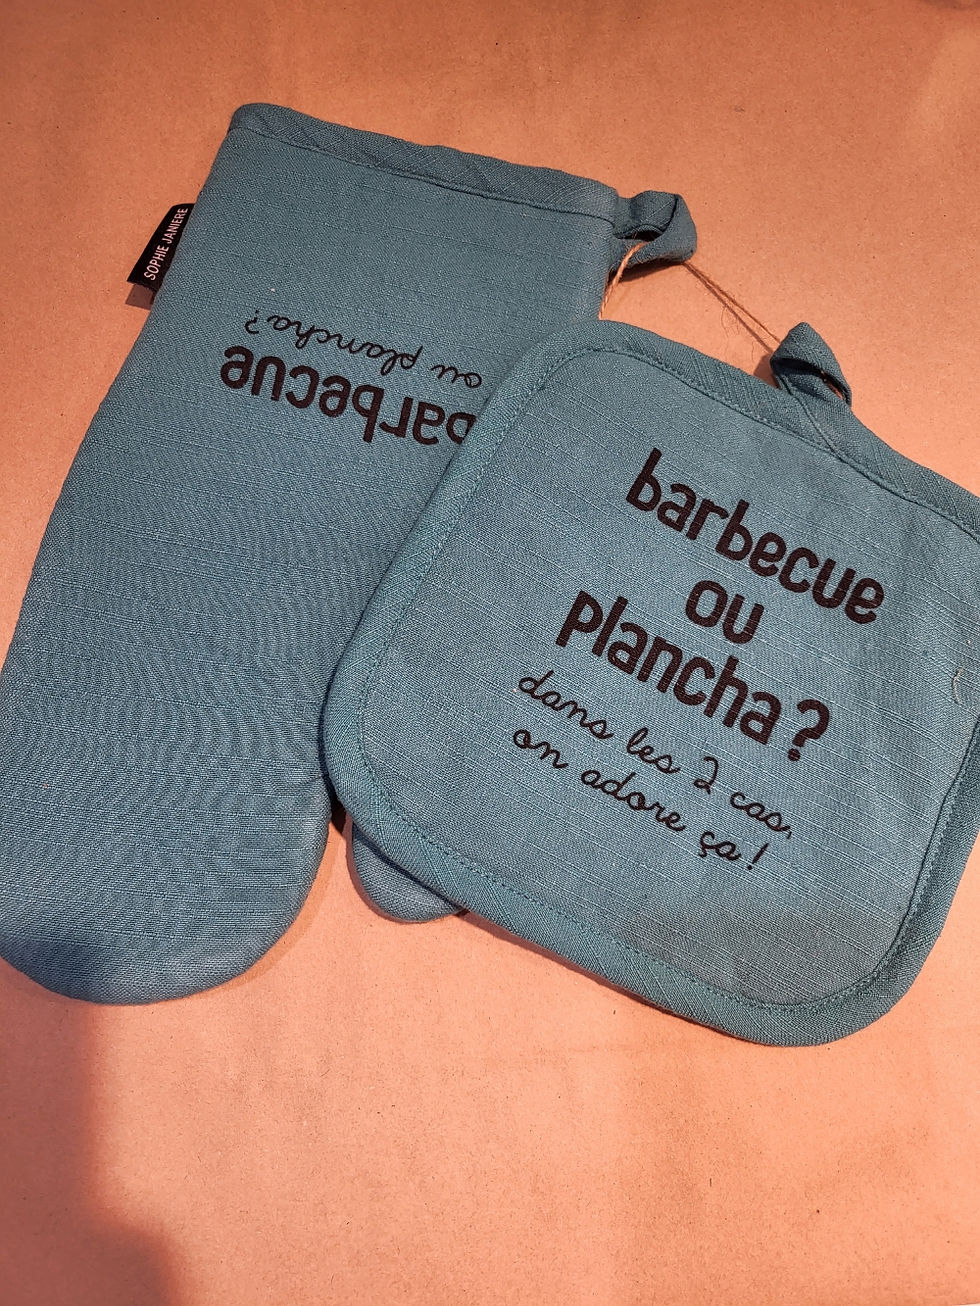 SOPHIE JANIERE
barbecue
ou plancha?
barbecue
ou
plancha?
dans les 2 cas,
on adore ça!